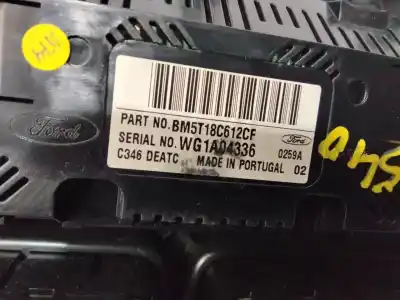 Ford
PART NO. BM5T18C612CF
Ford
SERIAL NO. WG1A04336
0259A
C346 DEATC MADE IN PORTUGAL 02